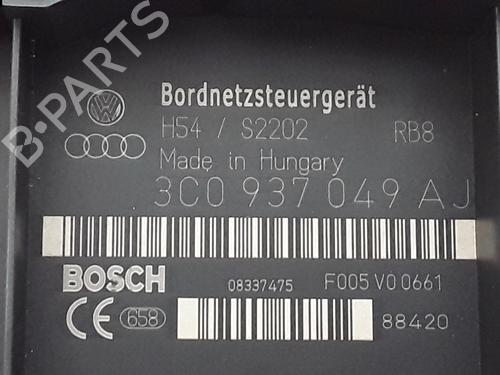 B-PARTS
Bordnetzsteuergerät
H54 / S2202 RB8
Made in Hungary
3C0 937 049 AJ
BOSCH 08337475 F005 V0 0661
CE 658 88420